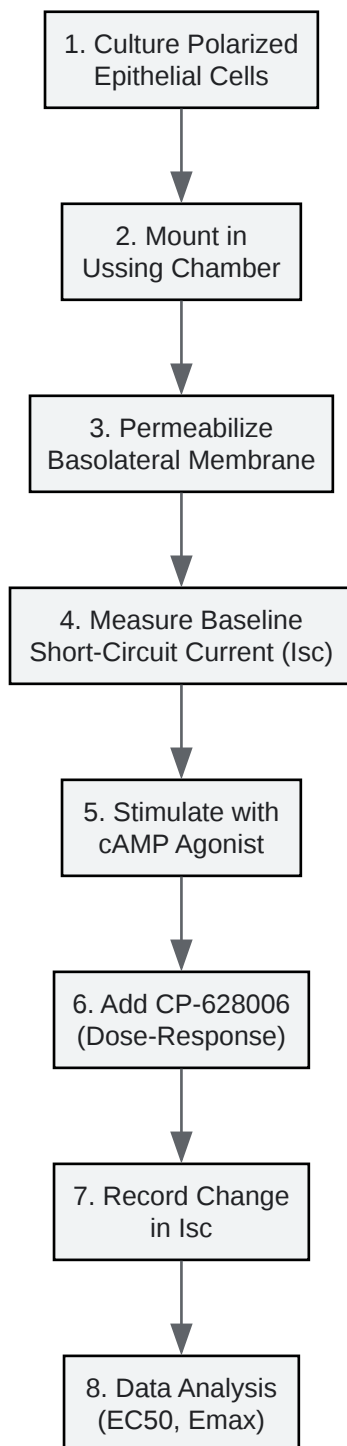 1. Culture Polarized
Epithelial Cells
2. Mount in
Ussing Chamber
3. Permeabilize
Basolateral Membrane
4. Measure Baseline
Short-Circuit Current (Isc)
5. Stimulate with
cAMP Agonist
6. Add CP-628006
(Dose-Response)
7. Record Change
in Isc
8. Data Analysis
(EC50, Emax)